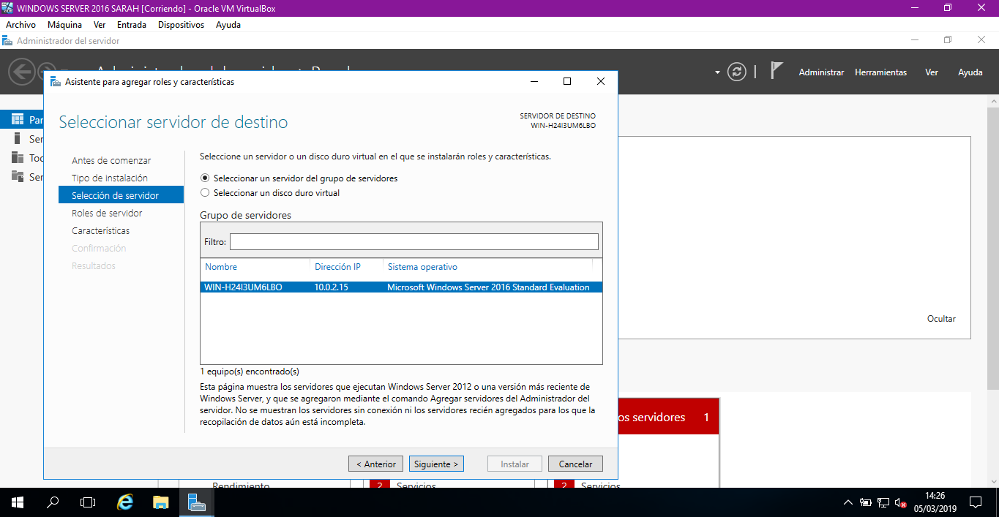 WINDOWS SERVER 2016 SARAH [Corriendo] - Oracle VM VirtualBox
Archivo Máquina Ver Entrada Dispositivos Ayuda
Administrador del servidor
Administrar Herramientas Ver Ayuda
Asistente para agregar roles y características
Seleccionar servidor de destino
SERVIDOR DE DESTINO
WIN-H24I3UM6LBO
Par
Ser
Tod
Ser
Antes de comenzar
Tipo de instalación
Selección de servidor
Roles de servidor
Características
Confirmación
Resultados
Seleccione un servidor o un disco duro virtual en el que se instalarán roles y características.
Seleccionar un servidor del grupo de servidores
Seleccionar un disco duro virtual
Grupo de servidores
Filtro:
Nombre Dirección IP Sistema operativo
WIN-H24I3UM6LBO 10.0.2.15 Microsoft Windows Server 2016 Standard Evaluation
1 equipo(s) encontrado(s)
Esta página muestra los servidores que ejecutan Windows Server 2012 o una versión más reciente de
Windows Server, y que se agregaron mediante el comando Agregar servidores del Administrador del
servidor. No se muestran los servidores sin conexión ni los servidores recién agregados para los que la
recopilación de datos aún está incompleta.
< Anterior Siguiente > Instalar Cancelar
Ocultar
os servidores 1
Rendimiento 2 Servicios 2 Servicios
14:26
05/03/2019